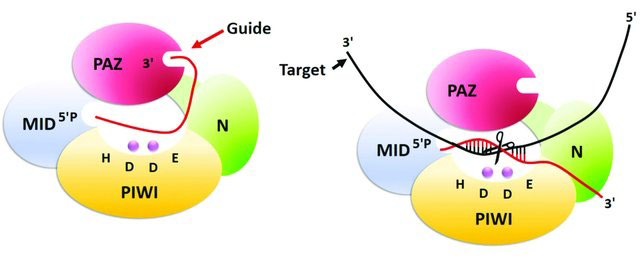 Guide
PAZ 3'
MID 5'P
N
H D D E
PIWI
3'
5'
Target
PAZ
MID 5'P
N
H D D E
PIWI
3'